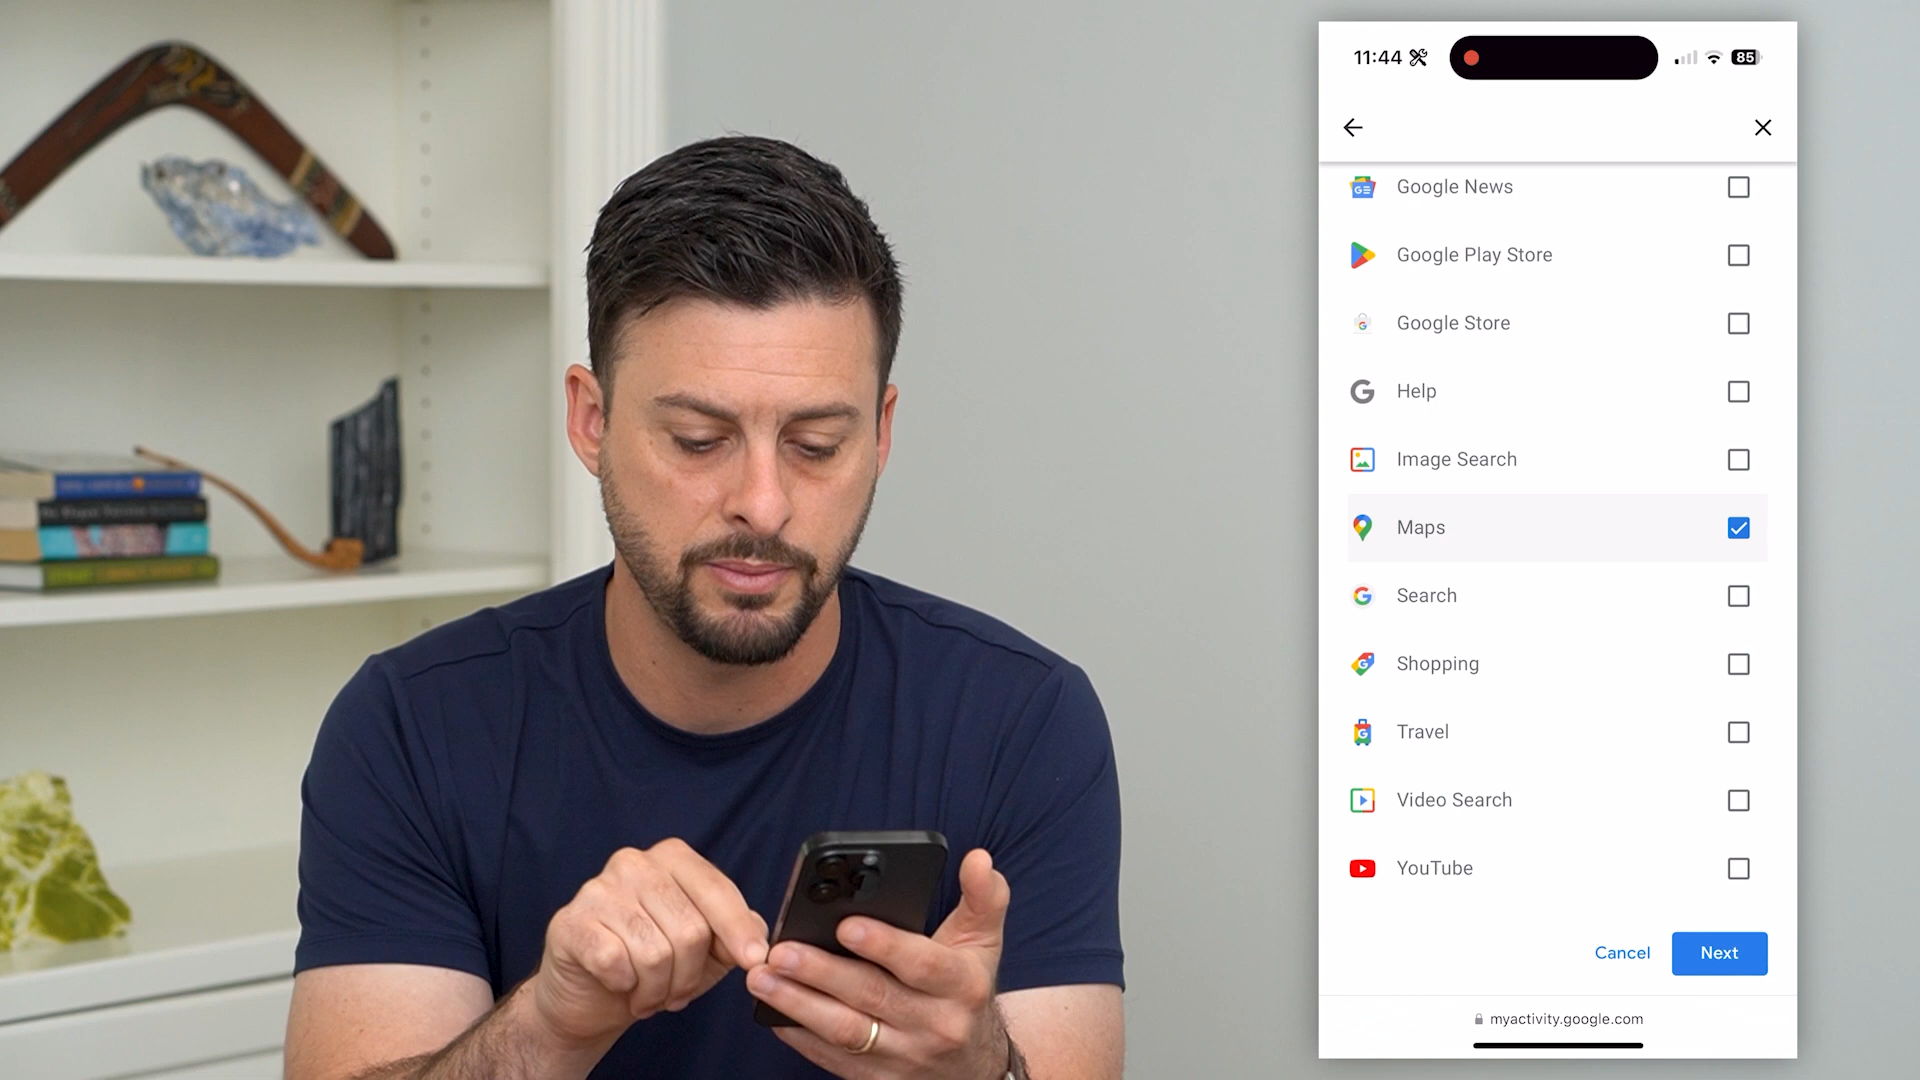 11:44
85
Google News
Google Play Store
Google Store
Help
Image Search
Maps
Search
Shopping
Travel
Video Search
YouTube
Cancel
Next
myactivity.google.com